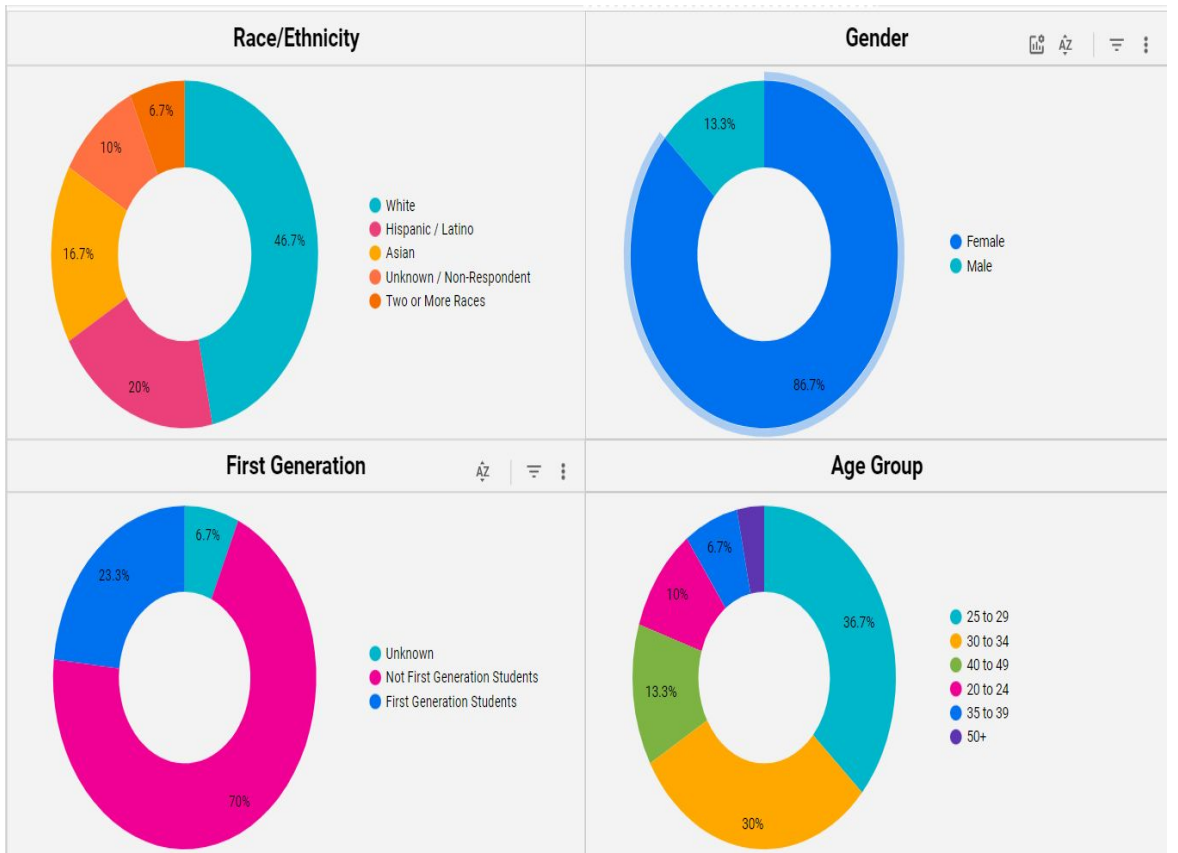 Race/Ethnicity
6.7%
10%
16.7%
46.7%
20%
White
Hispanic / Latino
Asian
Unknown / Non-Respondent
Two or More Races
Gender
AZ
13.3%
86.7%
Female
Male
First Generation
AZ
6.7%
23.3%
70%
Unknown
Not First Generation Students
First Generation Students
Age Group
6.7%
10%
36.7%
13.3%
30%
25 to 29
30 to 34
40 to 49
20 to 24
35 to 39
50+